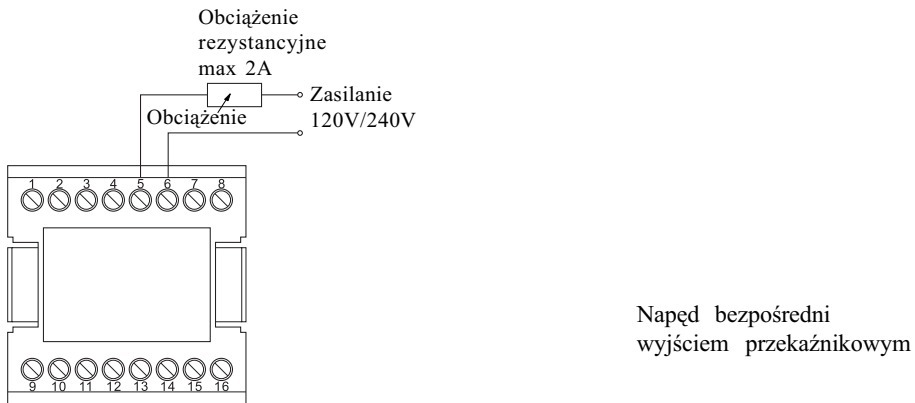 Obciążenie
rezystancyjne
max 2A
Zasilanie
Obciążenie
120V/240V
1 2 3 4 5 6 7 8
Napęd bezpośredni
wyjściem przekaźnikowym
9 10 11 12 13 14 15 16